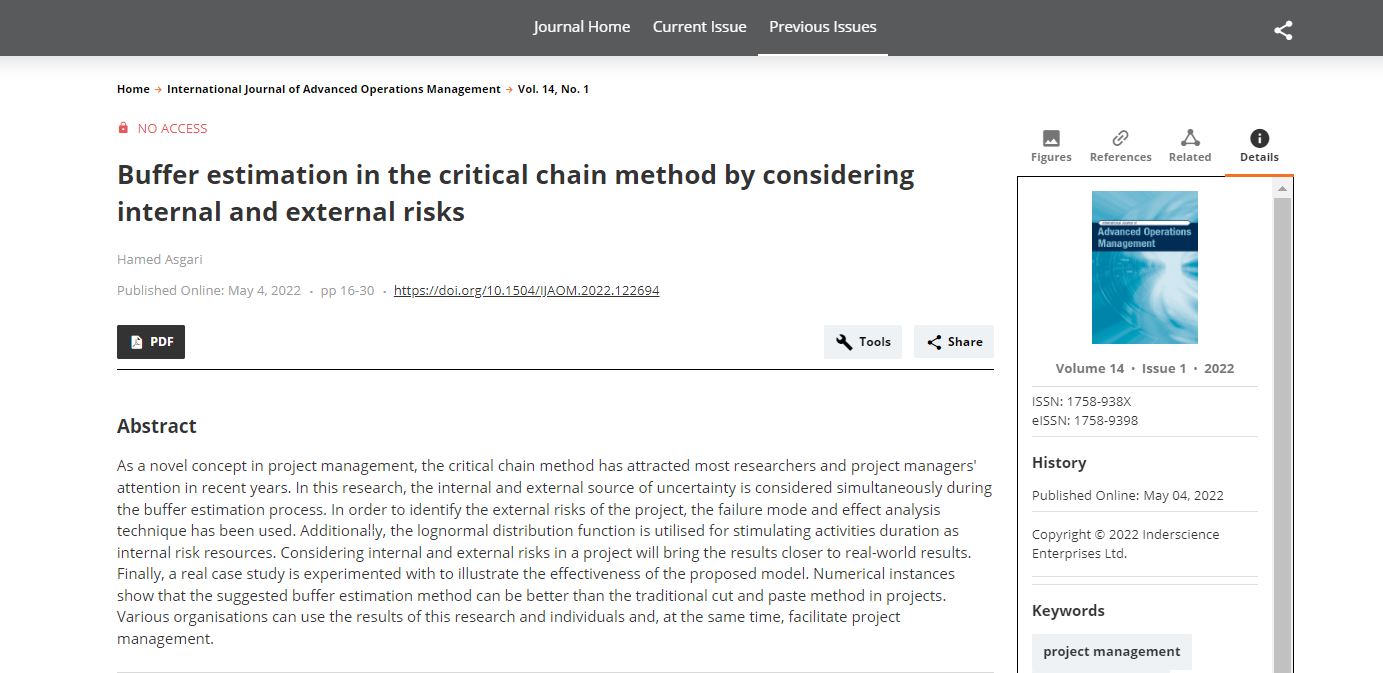 Journal Home Current Issue Previous Issues
Home → International Journal of Advanced Operations Management → Vol. 14, No. 1
NO ACCESS
Buffer estimation in the critical chain method by considering
internal and external risks
Hamed Asgari
Published Online: May 4, 2022 • pp 16-30 • https://doi.org/10.1504/IJAOM.2022.122694
PDF
Tools
Share
Abstract
As a novel concept in project management, the critical chain method has attracted most researchers and project managers'
attention in recent years. In this research, the internal and external source of uncertainty is considered simultaneously during
the buffer estimation process. In order to identify the external risks of the project, the failure mode and effect analysis
technique has been used. Additionally, the lognormal distribution function is utilised for stimulating activities duration as
internal risk resources. Considering internal and external risks in a project will bring the results closer to real-world results.
Finally, a real case study is experimented with to illustrate the effectiveness of the proposed model. Numerical instances
show that the suggested buffer estimation method can be better than the traditional cut and paste method in projects.
Various organisations can use the results of this research and individuals and, at the same time, facilitate project
management.
Figures References Related Details
Advanced Operations
Management
Volume 14 • Issue 1 • 2022
ISSN: 1758-938X
eISSN: 1758-9398
History
Published Online: May 04, 2022
Copyright © 2022 Inderscience
Enterprises Ltd.
Keywords
project management